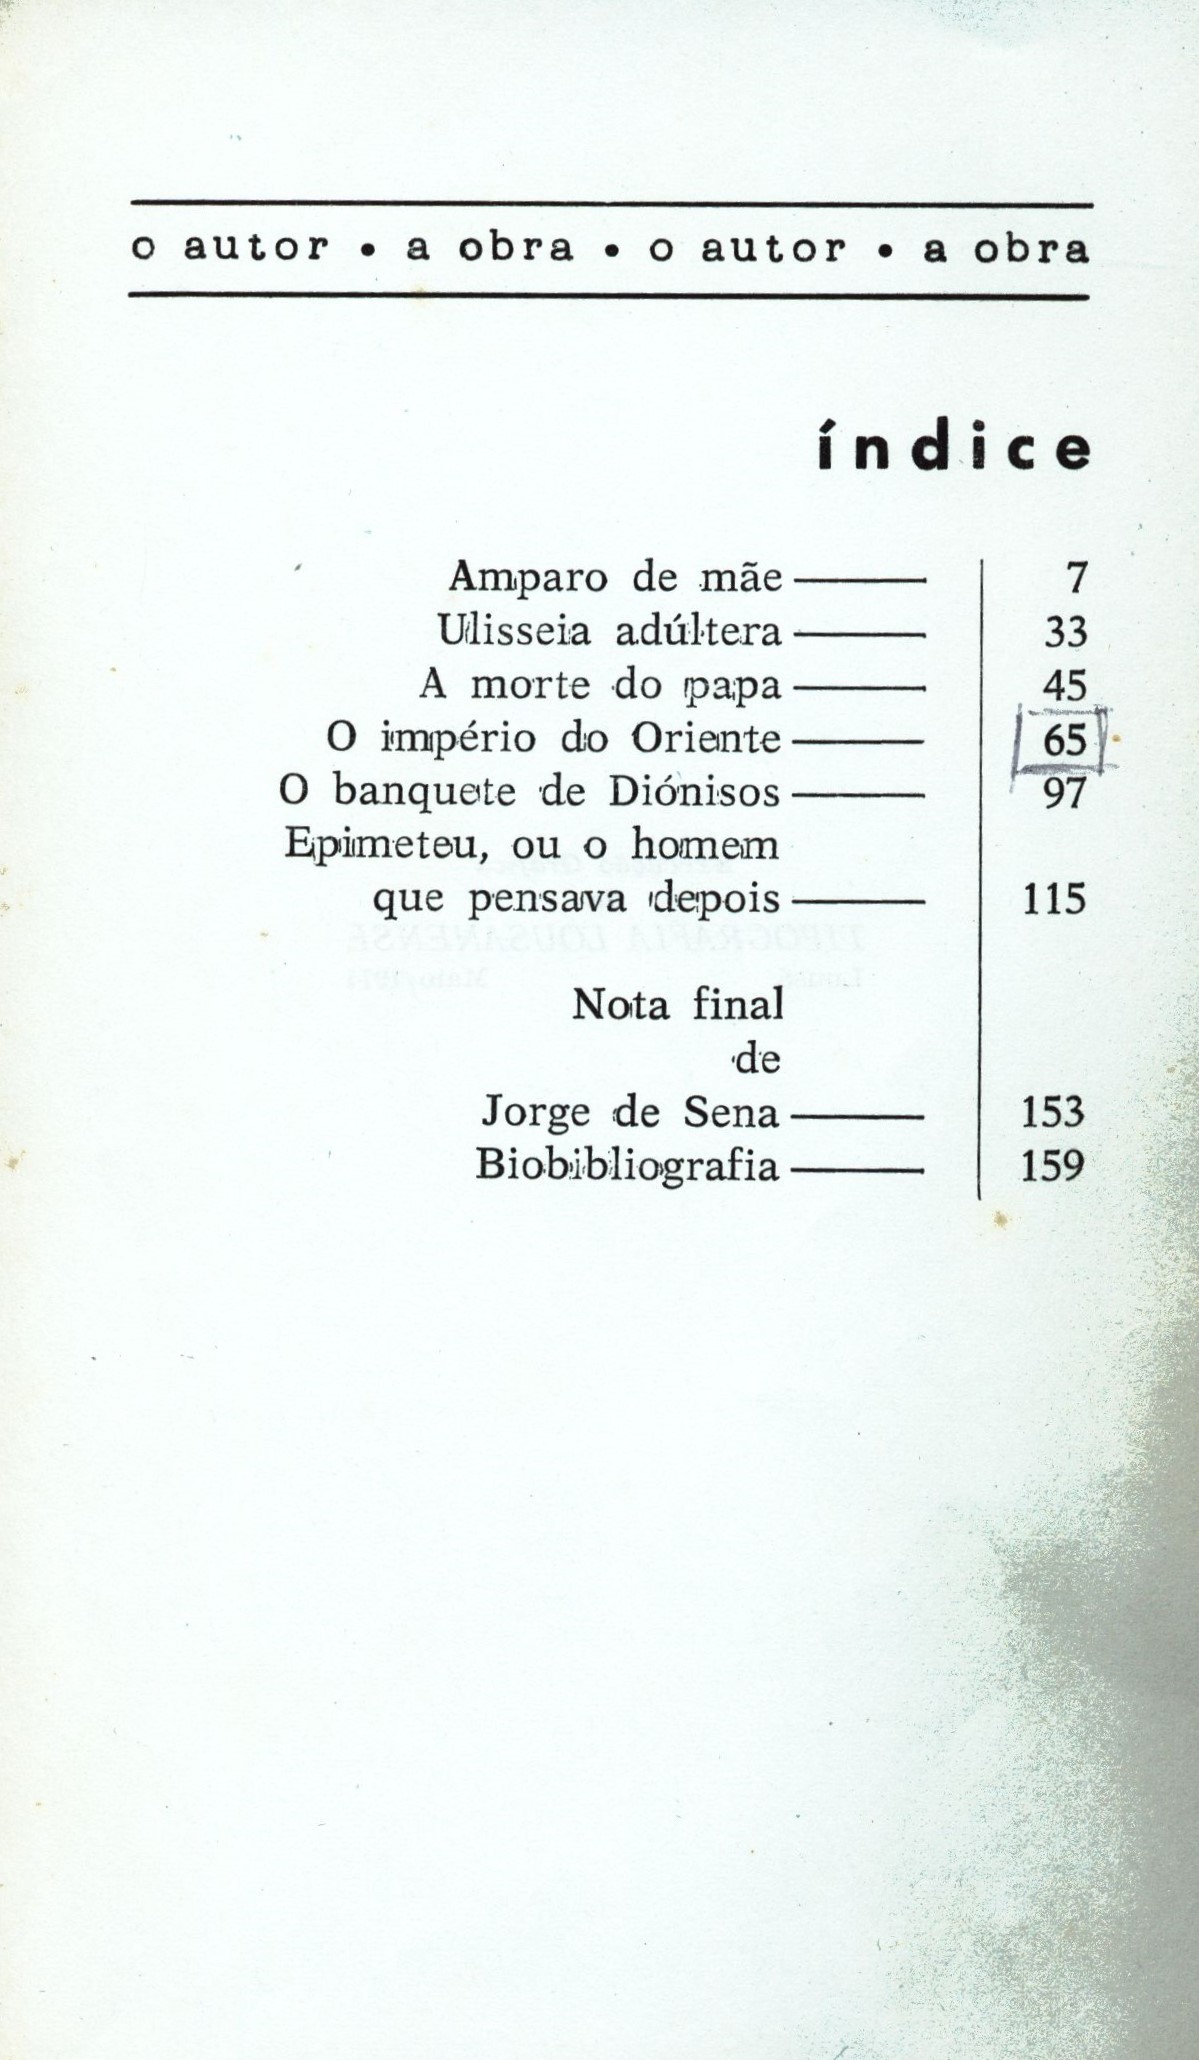 o autor • a obra • o autor • a obra
índice
Amparo de mãe 7
Ulisseia adúltera 33
A morte do papa 45
O império do Oriente 65
O banquete de Diónisos 97
Epimeteu, ou o homem
que pensava depois 115
Nota final
de
Jorge de Sena 153
Biobibliografia 159